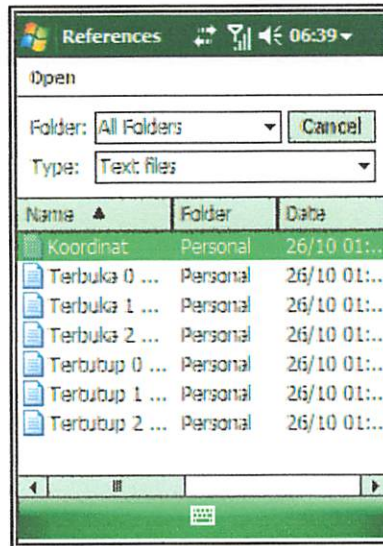 References 06:39
Open
Folder: All Folders Cancel
Type: Text files
Name Folder Date
Koordinat Personal 26/10 01:..
Terbuka 0 ... Personal 26/10 01:..
Terbuka 1 ... Personal 26/10 01:..
Terbuka 2 ... Personal 26/10 01:..
Tertutup 0 ... Personal 26/10 01:..
Tertutup 1 ... Personal 26/10 01:..
Tertutup 2 ... Personal 26/10 01:..